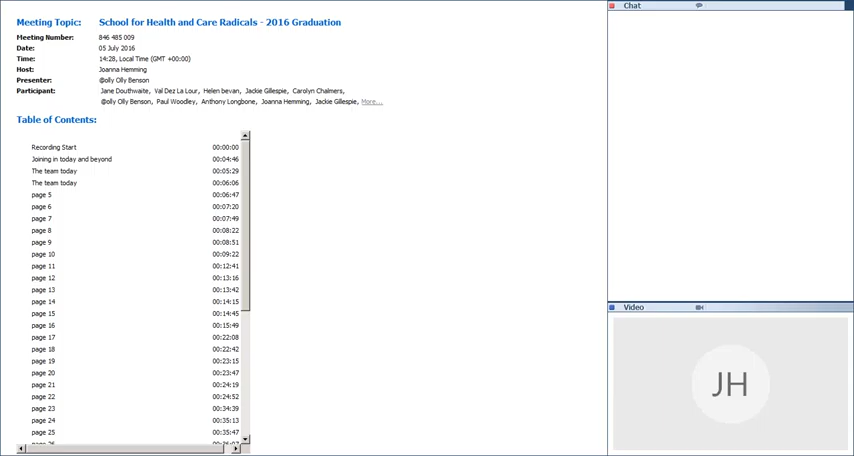 Meeting Topic: School for Health and Care Radicals - 2016 Graduation
Meeting Number: 846 485 009
Date: 05 July 2016
Time: 14:28, Local Time (GMT +00:00)
Host: Joanna Hemming
Presenter: @olly Olly Benson
Participant: Jane Douthwaite, Val Dez La Lour, Helen bevan, Jackie Gillespie, Carolyn Chalmers,
@olly Olly Benson, Paul Woodley, Anthony Longbone, Joanna Hemming, Jackie Gillespie, More...
Table of Contents:
Recording Start 00:00:00
Joining in today and beyond 00:04:46
The team today 00:05:29
The team today 00:06:06
page 5 00:06:47
page 6 00:07:20
page 7 00:07:49
page 8 00:08:22
page 9 00:08:51
page 10 00:09:22
page 11 00:12:41
page 12 00:13:16
page 13 00:13:42
page 14 00:14:15
page 15 00:14:45
page 16 00:15:49
page 17 00:22:08
page 18 00:22:42
page 19 00:23:15
page 20 00:23:47
page 21 00:24:19
page 22 00:24:52
page 23 00:34:39
page 24 00:35:13
page 25 00:35:47
Chat
Video
JH